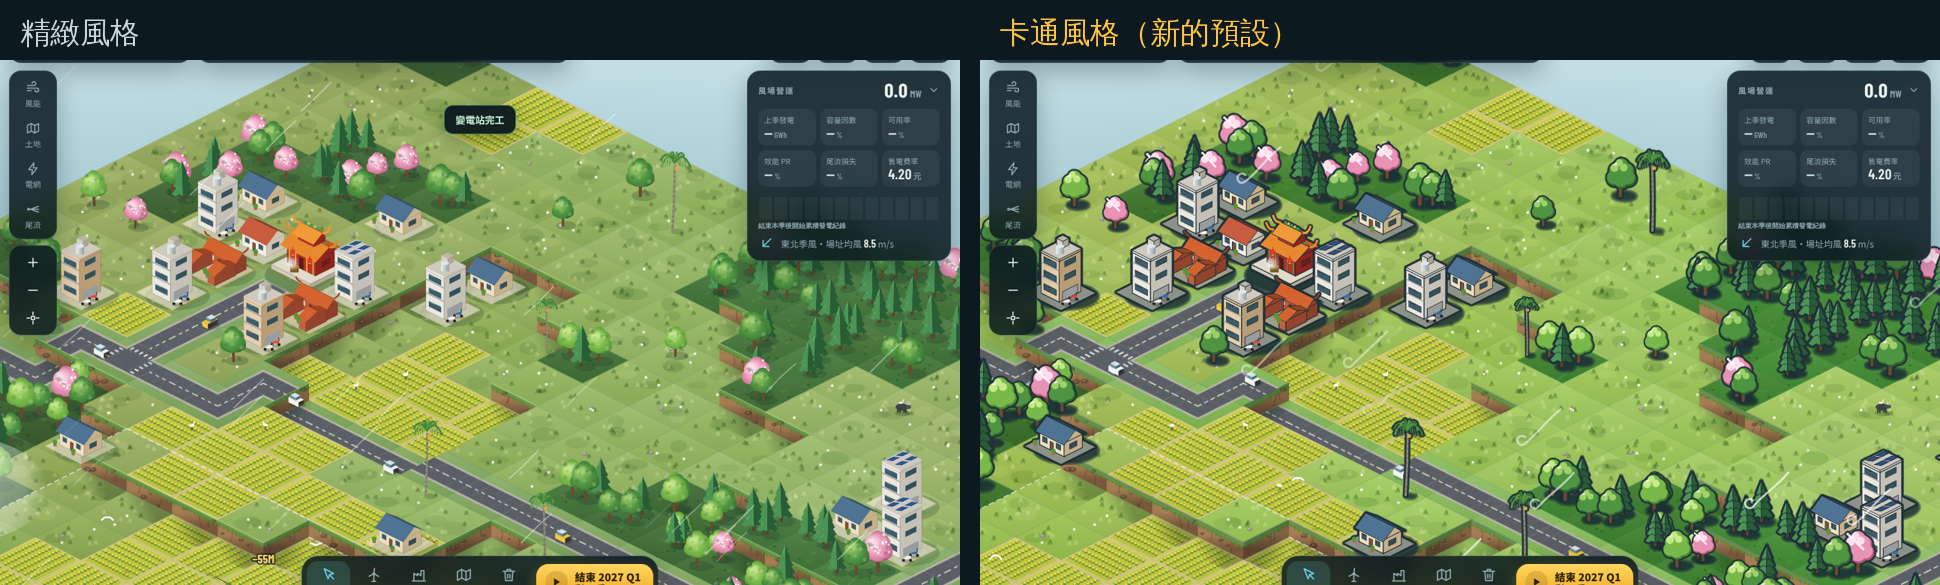 精緻風格
風能
土地
電網
尾流
變電站完工
風場營運
0.0 MW
上季發電
– GWh
容量因數
– %
可用率
– %
效能 PR
– %
尾流損失
– %
售電費率
4.20 元
結束本季後開始累積發電紀錄
東北季風・場址均風 8.5 m/s
-55M
結束 2027 Q1
卡通風格（新的預設）
風能
土地
電網
尾流
風場營運
0.0 MW
上季發電
– GWh
容量因數
– %
可用率
– %
效能 PR
– %
尾流損失
– %
售電費率
4.20 元
結束本季後開始累積發電紀錄
東北季風・場址均風 8.5 m/s
結束 2027 Q1